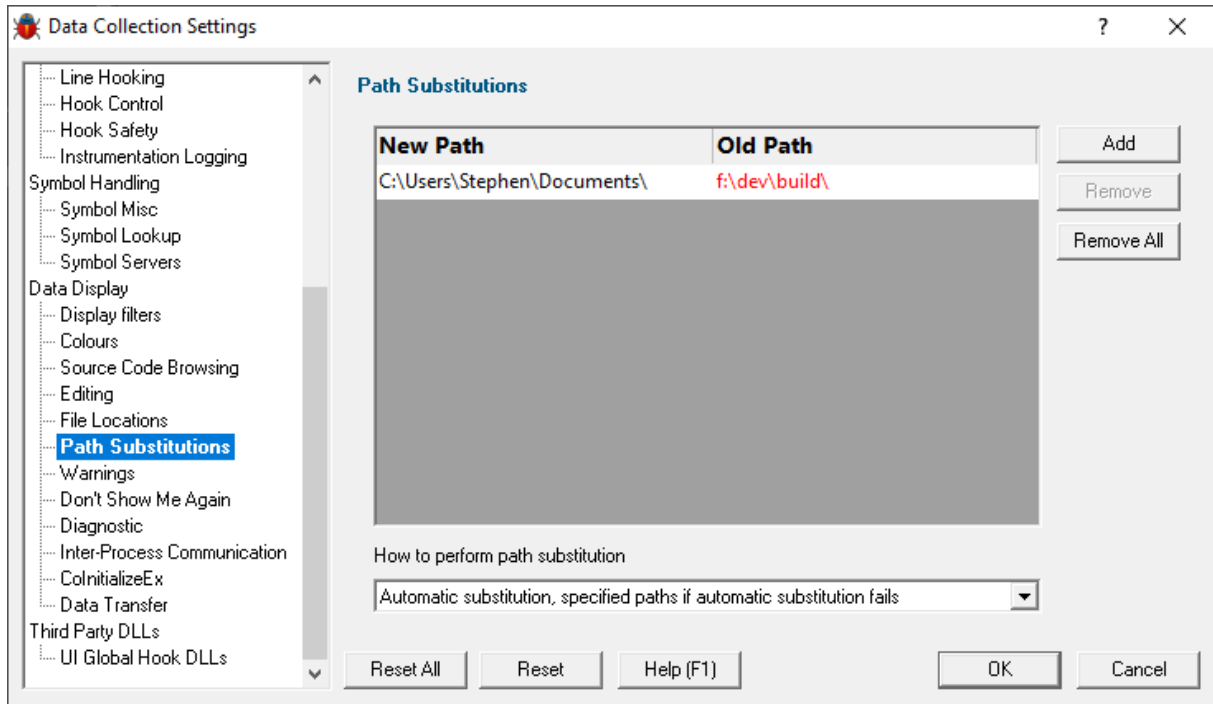 Data Collection Settings
?
Line Hooking
Hook Control
Hook Safety
Instrumentation Logging
Symbol Handling
Symbol Misc
Symbol Lookup
Symbol Servers
Data Display
Display filters
Colours
Source Code Browsing
Editing
File Locations
Path Substitutions
Warnings
Don't Show Me Again
Diagnostic
Inter-Process Communication
CoInitializeEx
Data Transfer
Third Party DLLs
UI Global Hook DLLs
Path Substitutions
New Path Old Path
C:\Users\Stephen\Documents\ f:\dev\build\
Add
Remove
Remove All
How to perform path substitution
Automatic substitution, specified paths if automatic substitution fails
Reset All Reset Help (F1) OK Cancel